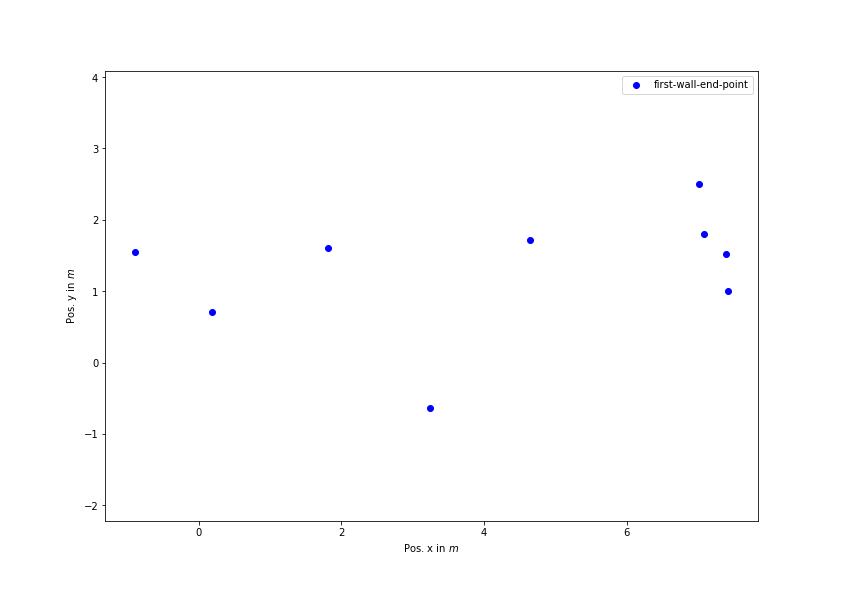 first-wall-end-point
4
3
2
1
0
−1
−2
Pos. y in m
0 2 4 6
Pos. x in m